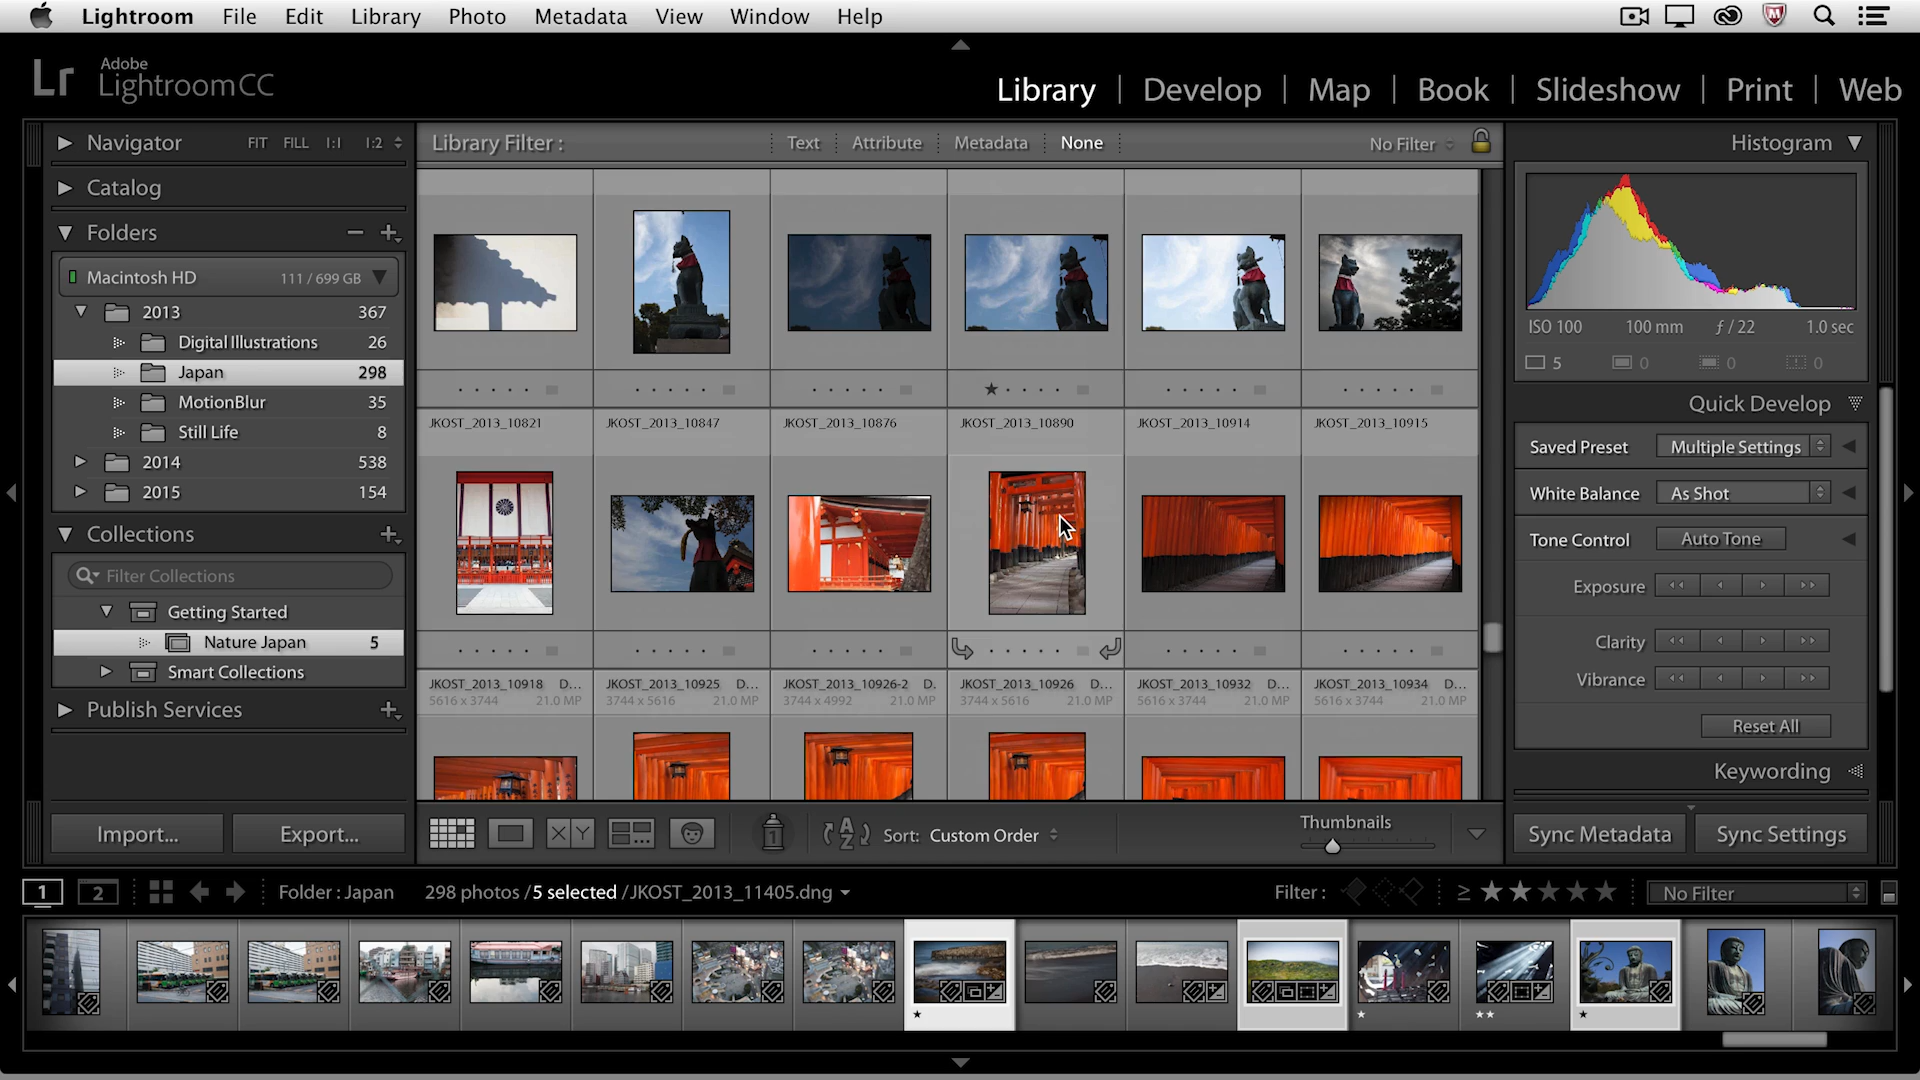 Lightroom File Edit Library Photo Metadata View Window Help
Lr Adobe
Lightroom CC
Library | Develop | Map | Book | Slideshow | Print | Web
Navigator FIT FILL 1:1 1:2
Catalog
Folders
Macintosh HD 111 / 699 GB
2013 367
Digital Illustrations 26
Japan 298
MotionBlur 35
Still Life 8
2014 538
2015 154
Collections
Filter Collections
Getting Started
Nature Japan 5
Smart Collections
Publish Services
Import... Export...
Library Filter : Text Attribute Metadata None No Filter
JKOST_2013_10821 JKOST_2013_10847 JKOST_2013_10876 JKOST_2013_10890 JKOST_2013_10914 JKOST_2013_10915
JKOST_2013_10918 D... JKOST_2013_10925 D... JKOST_2013_10926-2 D. JKOST_2013_10926 D... JKOST_2013_10932 D... JKOST_2013_10934 D...
5616 x 3744 21.0 MP 3744 x 5616 21.0 MP 3744 x 4992 21.0 MP 3744 x 5616 21.0 MP 5616 x 3744 21.0 MP 5616 x 3744 21.0 MP
X Y 1 A Z Sort: Custom Order Thumbnails
Histogram
ISO 100 100 mm ƒ / 22 1.0 sec
5 0 0 0
Quick Develop
Saved Preset Multiple Settings
White Balance As Shot
Tone Control Auto Tone
Exposure
Clarity
Vibrance
Reset All
Keywording
Sync Metadata Sync Settings
1 2 Folder : Japan 298 photos / 5 selected / JKOST_2013_11405.dng Filter : ≥ ★★★★★ No Filter